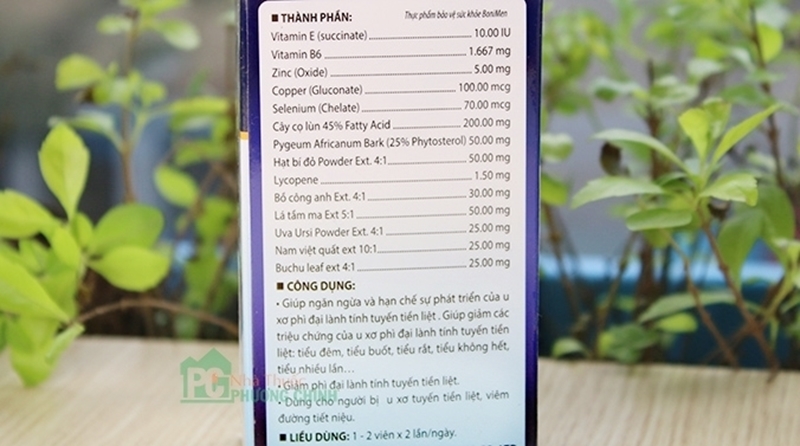 ■ THÀNH PHẦN: Thực phẩm bảo vệ sức khỏe BoniMen
Vitamin E (succinate) 10.00 IU
Vitamin B6 1.667 mg
Zinc (Oxide) 5.00 mg
Copper (Gluconate) 100.00 mcg
Selenium (Chelate) 70.00 mcg
Cây cọ lùn 45% Fatty Acid 200.00 mg
Pygeum Africanum Bark (25% Phytosterol) 50.00 mg
Hạt bí đỏ Powder Ext. 4:1 50.00 mg
Lycopene 1.50 mg
Bồ công anh Ext. 4:1 30.00 mg
Lá tầm ma Ext 5:1 50.00 mg
Uva Ursi Powder Ext. 4:1 25.00 mg
Nam việt quất ext 10:1 25.00 mg
Buchu leaf ext 4:1 25.00 mg
■ CÔNG DỤNG:
• Giúp ngăn ngừa và hạn chế sự phát triển của u
xơ phì đại lành tính tuyến tiền liệt. Giúp giảm các
triệu chứng của u xơ phì đại lành tính tuyến tiền
liệt: tiểu đêm, tiểu buốt, tiểu rắt, tiểu không hết,
tiểu nhiều lần...
• Giảm phì đại lành tính tuyến tiền liệt.
• Dùng cho người bị u xơ tuyến tiền liệt, viêm
đường tiết niệu.
■ LIỀU DÙNG: 1 - 2 viên x 2 lần/ngày.
PC Nhà Thuốc
PHƯƠNG CHÍNH